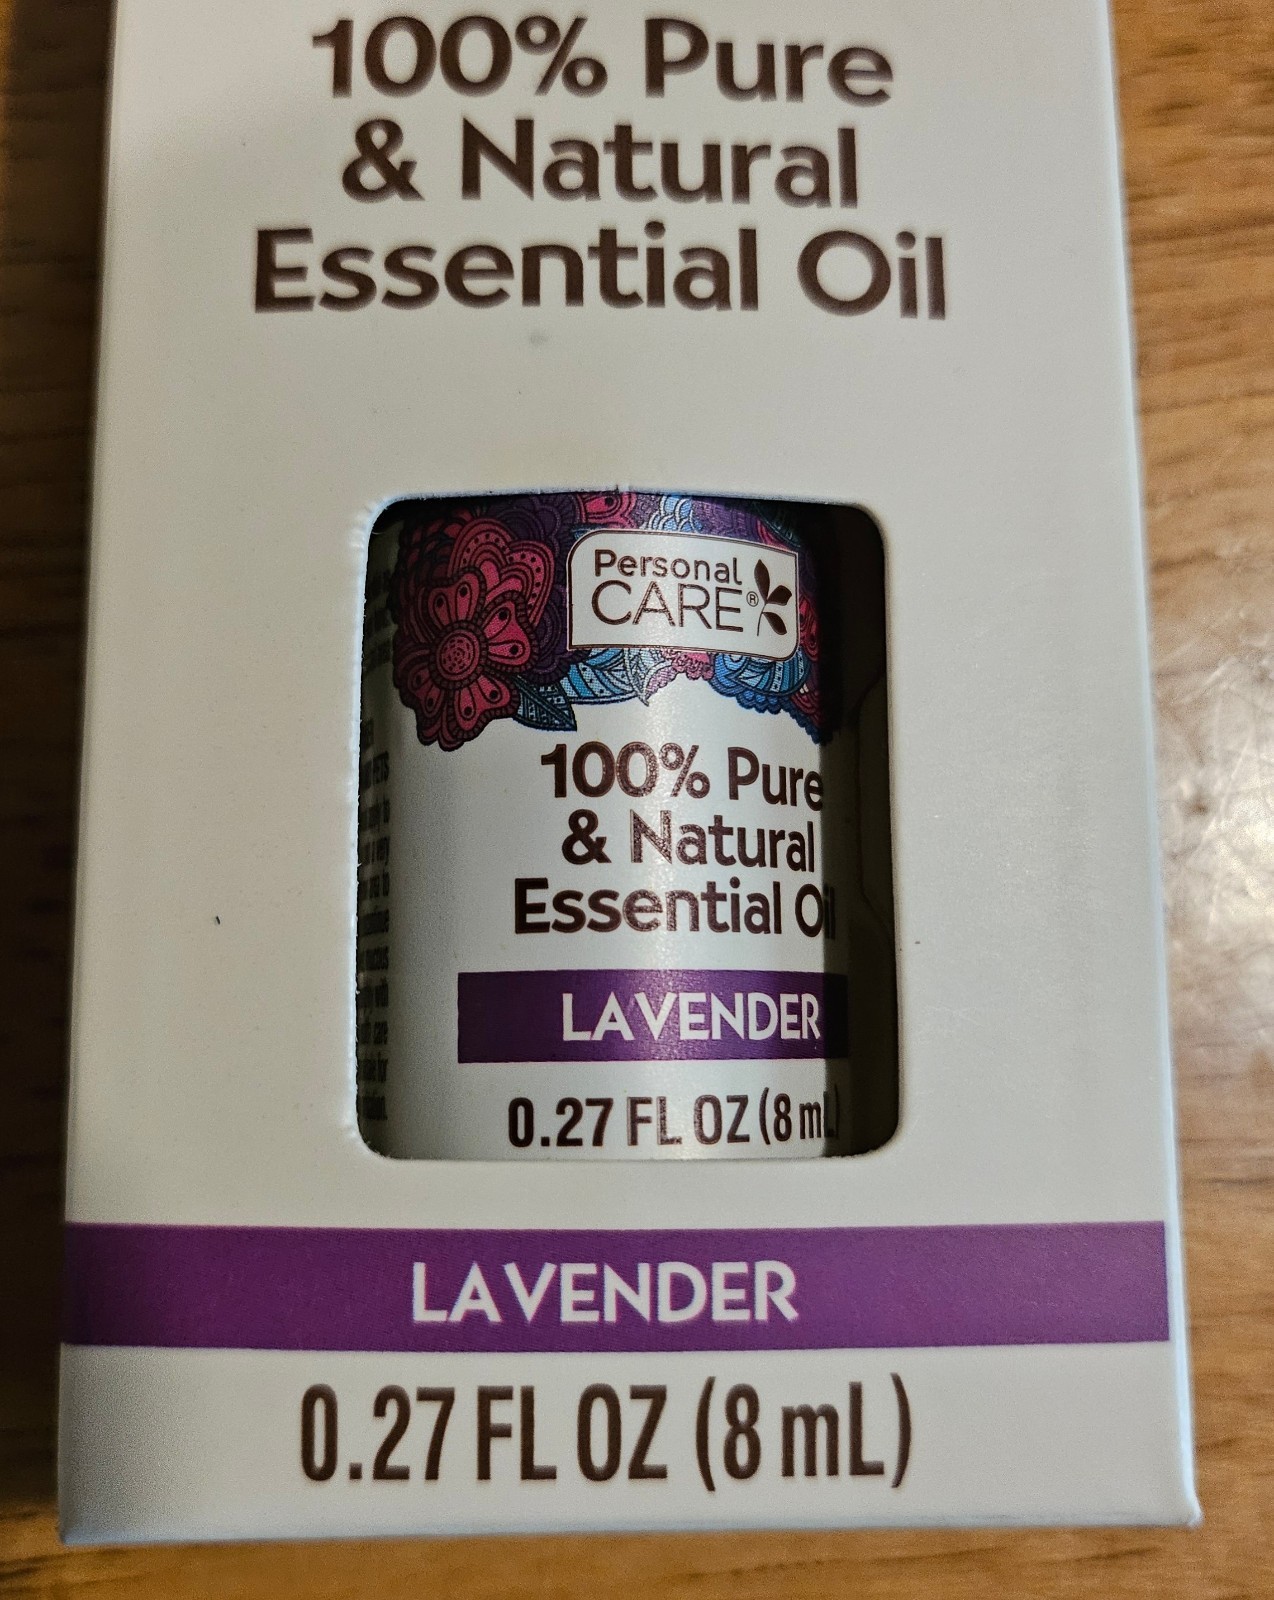 100% Pure
& Natural
Essential Oil
Personal
CARE®
100% Pure
& Natural
Essential Oil
LAVENDER
0.27 FL OZ (8 mL)
LAVENDER
0.27 FL OZ (8 mL)